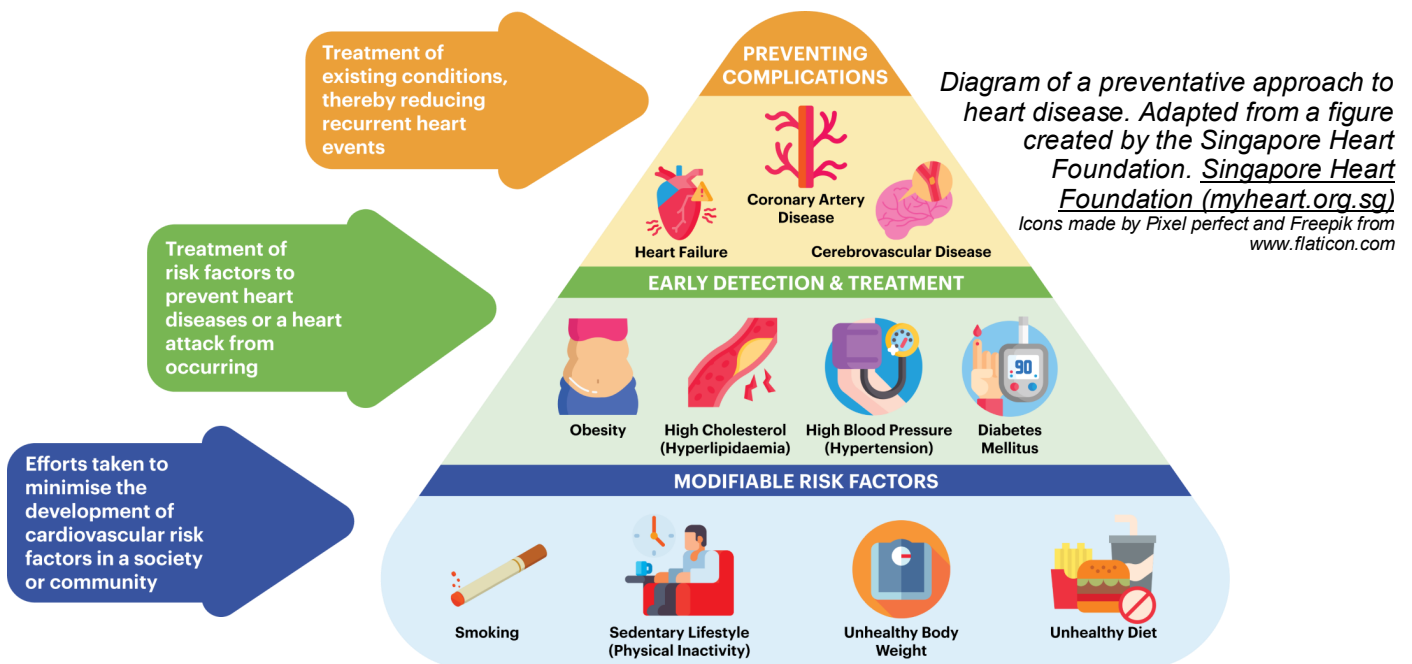 Treatment of
existing conditions,
thereby reducing
recurrent heart
events
PREVENTING
COMPLICATIONS
Diagram of a preventative approach to
heart disease. Adapted from a figure
created by the Singapore Heart
Foundation. Singapore Heart
Foundation (myheart.org.sg)
Icons made by Pixel perfect and Freepik from
www.flaticon.com
Coronary Artery
Disease
Heart Failure
Cerebrovascular Disease
Treatment of
risk factors to
prevent heart
diseases or a heart
attack from
occurring
EARLY DETECTION & TREATMENT
90
Obesity
High Cholesterol
(Hyperlipidaemia)
High Blood Pressure
(Hypertension)
Diabetes
Mellitus
Efforts taken to
minimise the
development of
cardiovascular risk
factors in a society
or community
MODIFIABLE RISK FACTORS
Smoking
Sedentary Lifestyle
(Physical Inactivity)
Unhealthy Body
Weight
Unhealthy Diet